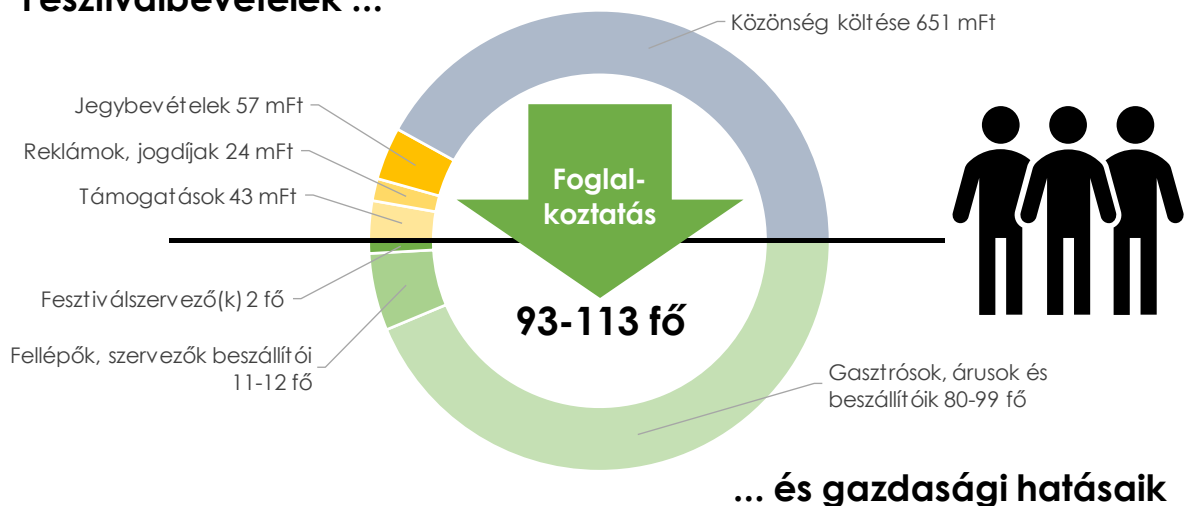 Fesztiválbevételek ...
Közönség költése 651 mFt
Jegybevételek 57 mFt
Reklámok, jogdíjak 24 mFt
Támogatások 43 mFt
Foglal-
koztatás
Fesztiválszervező(k) 2 fő
93-113 fő
Fellépők, szervezők beszállítói
11-12 fő
Gasztrósok, árusok és
beszállítóik 80-99 fő
... és gazdasági hatásaik